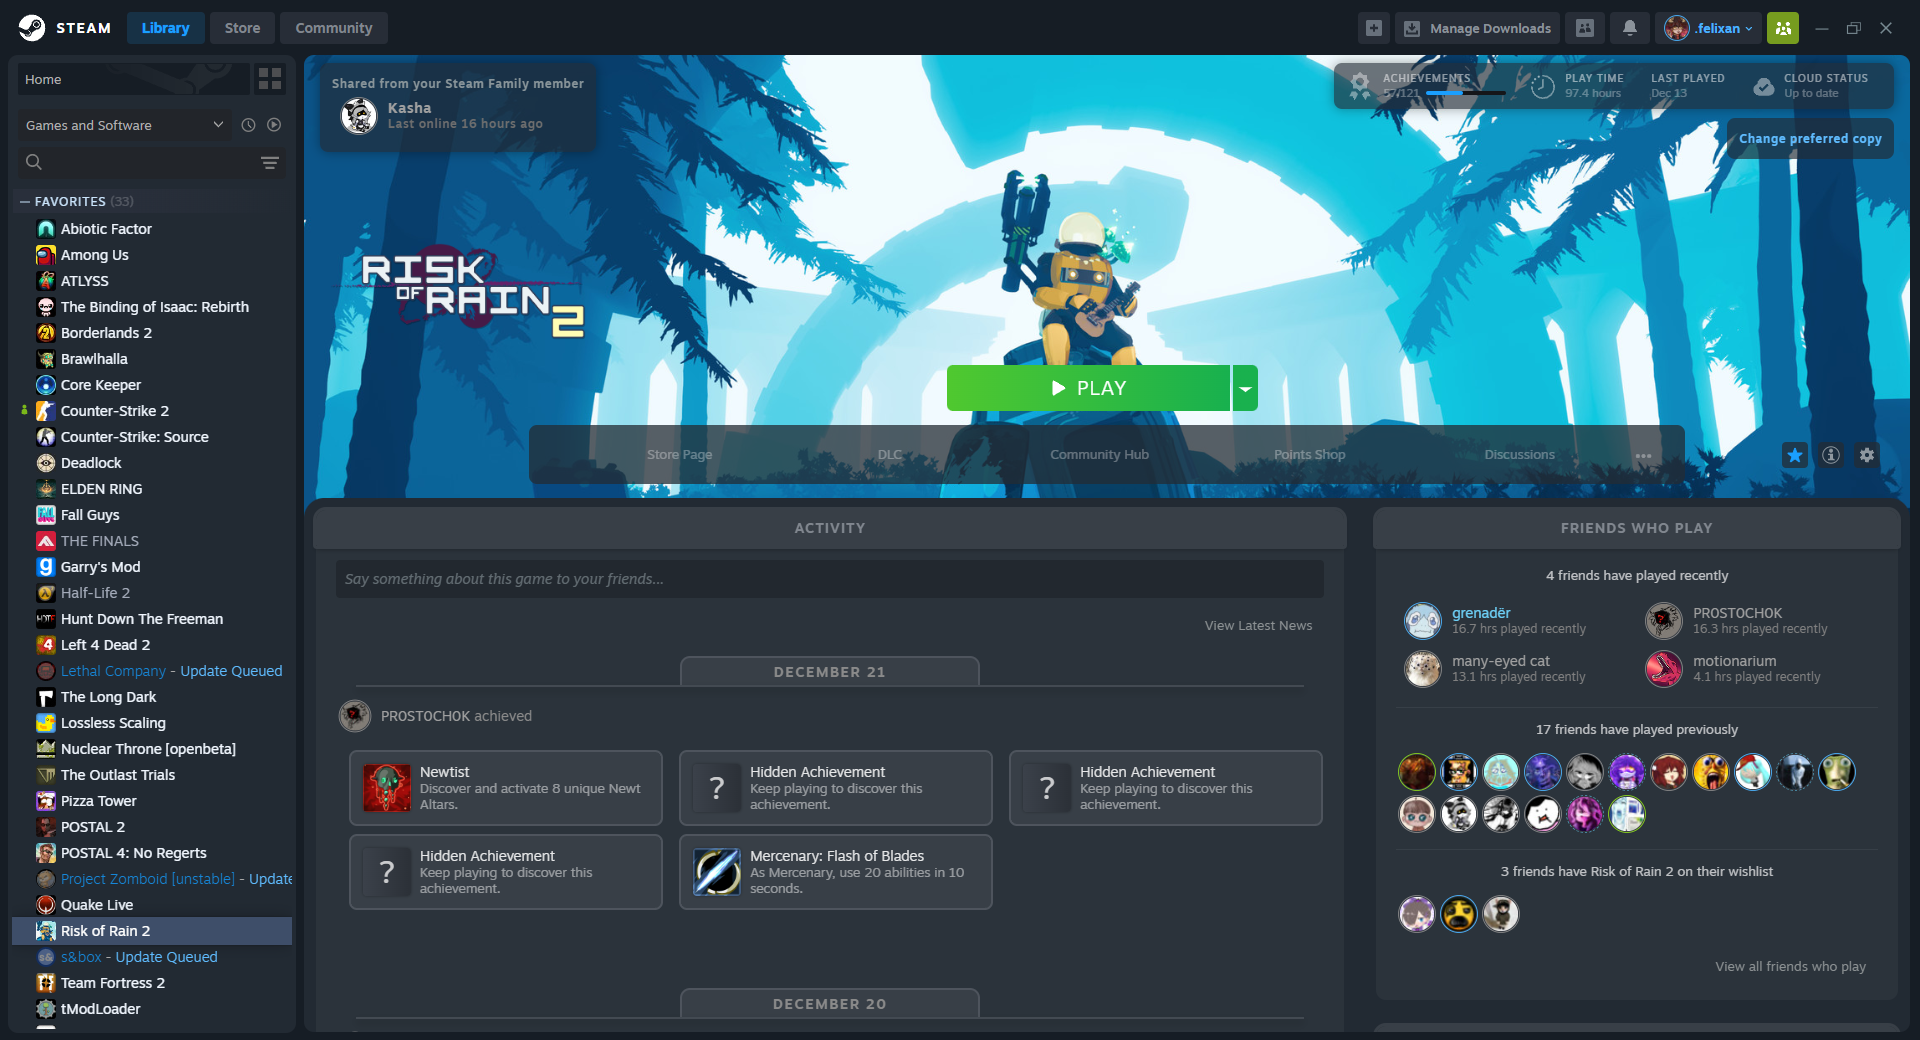 STEAM
Library
Store
Community
Manage Downloads
.felixan
Home
Games and Software
— FAVORITES (33)
Abiotic Factor
Among Us
ATLYSS
The Binding of Isaac: Rebirth
Borderlands 2
Brawlhalla
Core Keeper
Counter-Strike 2
Counter-Strike: Source
Deadlock
ELDEN RING
Fall Guys
THE FINALS
Garry's Mod
Half-Life 2
Hunt Down The Freeman
Left 4 Dead 2
Lethal Company - Update Queued
The Long Dark
Lossless Scaling
Nuclear Throne [openbeta]
The Outlast Trials
Pizza Tower
POSTAL 2
POSTAL 4: No Regerts
Project Zomboid [unstable] - Update
Quake Live
Risk of Rain 2
s&box - Update Queued
Team Fortress 2
tModLoader
Shared from your Steam Family member
Kasha
Last online 16 hours ago
ACHIEVEMENTS
57/121
PLAY TIME
97.4 hours
LAST PLAYED
Dec 13
CLOUD STATUS
Up to date
Change preferred copy
RISK
OF RAIN 2
PLAY
Store Page
DLC
Community Hub
Points Shop
Discussions
...
ACTIVITY
Say something about this game to your friends...
View Latest News
DECEMBER 21
PROSTOCHOK achieved
Newtist
Discover and activate 8 unique Newt
Altars.
?
Hidden Achievement
Keep playing to discover this
achievement.
?
Hidden Achievement
Keep playing to discover this
achievement.
?
Hidden Achievement
Keep playing to discover this
achievement.
Mercenary: Flash of Blades
As Mercenary, use 20 abilities in 10
seconds.
DECEMBER 20
FRIENDS WHO PLAY
4 friends have played recently
grenadër
16.7 hrs played recently
PROSTOCHOK
16.3 hrs played recently
many-eyed cat
13.1 hrs played recently
motionarium
4.1 hrs played recently
17 friends have played previously
3 friends have Risk of Rain 2 on their wishlist
View all friends who play